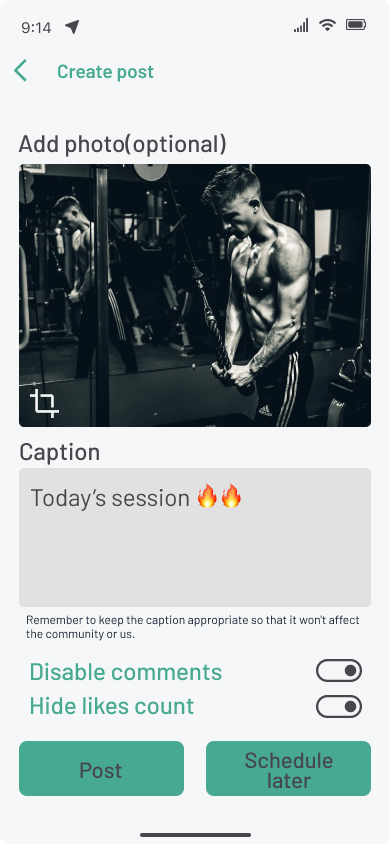 9:14
Create post
Add photo(optional)
adidas
Caption
Today's session 🔥🔥
Remember to keep the caption appropriate so that it won't affect
the community or us.
Disable comments
Hide likes count
Post
Schedule
later